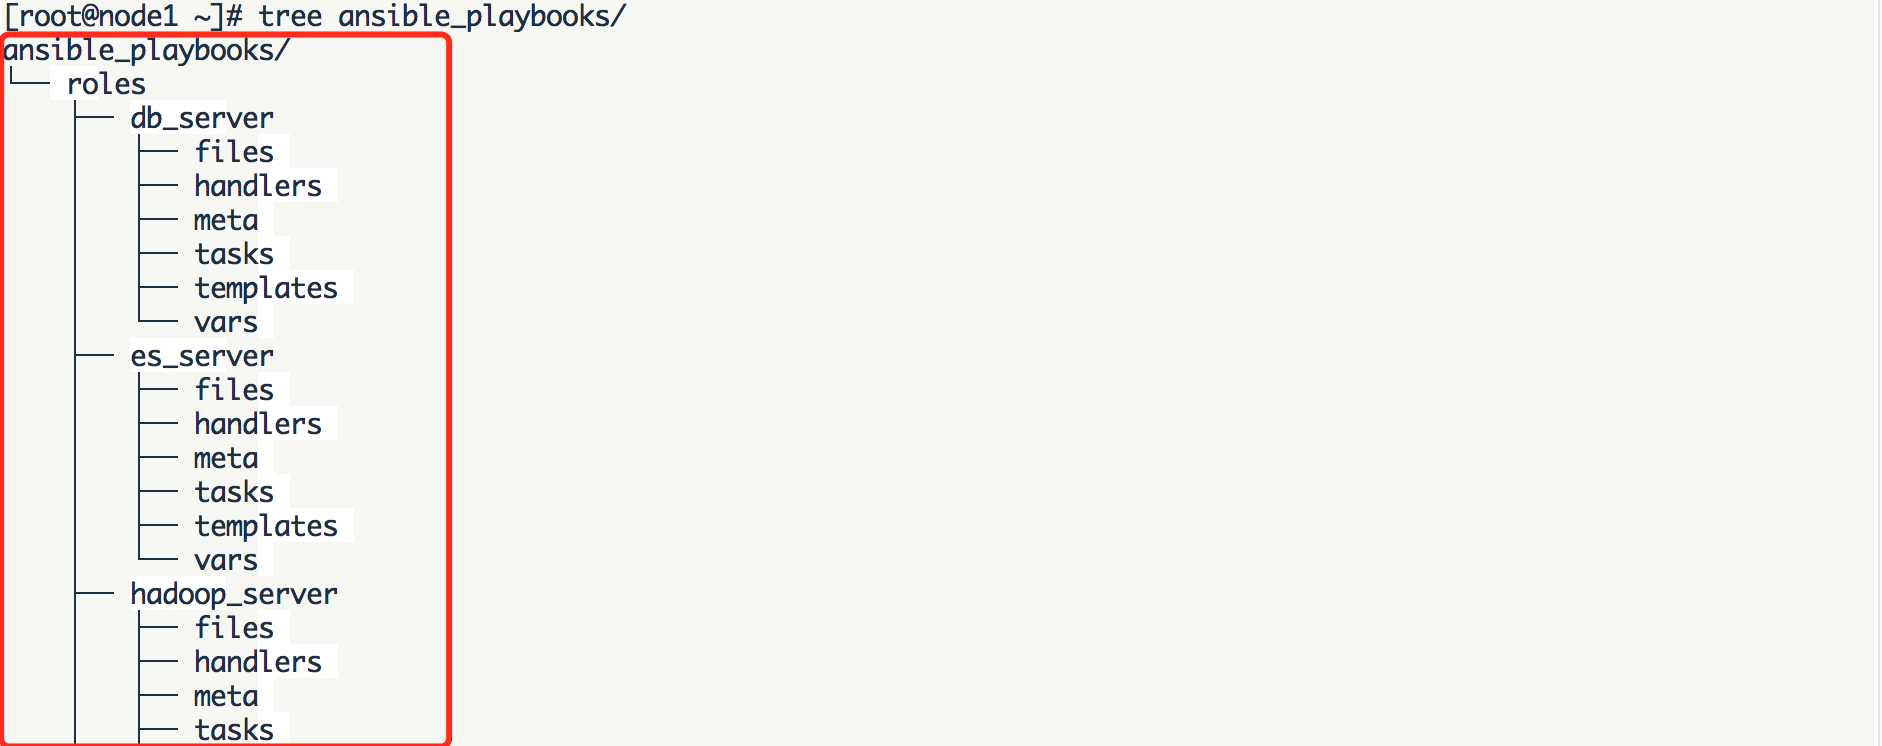 [root@node1 ~]# tree ansible_playbooks/
ansible_playbooks/
└── roles
    ├── db_server
    │   ├── files
    │   ├── handlers
    │   ├── meta
    │   ├── tasks
    │   ├── templates
    │   └── vars
    ├── es_server
    │   ├── files
    │   ├── handlers
    │   ├── meta
    │   ├── tasks
    │   ├── templates
    │   └── vars
    ├── hadoop_server
    │   ├── files
    │   ├── handlers
    │   ├── meta
    │   ├── tasks